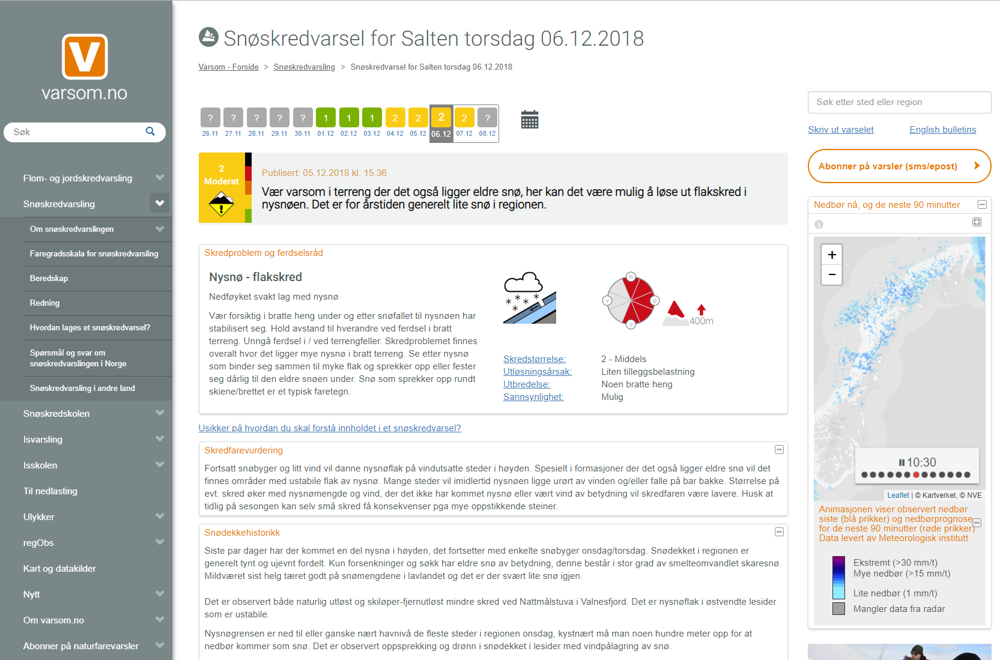 varsom.no
Søk
Flom- og jordskredvarsling
Snøskredvarsling
Om snøskredvarslingen
Faregradsskala for snøskredvarsling
Beredskap
Redning
Hvordan lages et snøskredvarsel?
Spørsmål og svar om
snøskredvarslingen i Norge
Snøskredvarsling i andre land
Snøskredskolen
Isvarsling
Isskolen
Til nedlasting
Ulykker
regObs
Kart og datakilder
Nytt
Om varsom.no
Abonner på naturfarevarsler
Snøskredvarsel for Salten torsdag 06.12.2018
Varsom - Forside > Snøskredvarsling > Snøskredvarsel for Salten torsdag 06.12.2018
? ? ? ? ? 1 1 1 2 2 2 2 ?
26.11 27.11 28.11 29.11 30.11 01.12 02.12 03.12 04.12 05.12 06.12 07.12 08.12
2
Moderat
Publisert: 05.12.2018 kl. 15.36
Vær varsom i terreng der det også ligger eldre snø, her kan det være mulig å løse ut flakskred i
nysnøen. Det er for årstiden generelt lite snø i regionen.
Skredproblem og ferdselsråd
Nysnø - flakskred
Nedføyket svakt lag med nysnø
Vær forsiktig i bratte heng under og etter snøfallet til nysnøen har
stabilisert seg. Hold avstand til hverandre ved ferdsel i bratt
terreng. Unngå ferdsel i / ved terrengfeller. Skredproblemet finnes
overalt hvor det ligger mye nysnø i bratt terreng. Se etter nysnø
som binder seg sammen til myke flak og sprekker opp eller fester
seg dårlig til den eldre snøen under. Snø som sprekker opp rundt
skiene/brettet er et typisk faretegn.
N
V
Ø
S
400m
Skredstørrelse: 2 - Middels
Utløsningsårsak: Liten tilleggsbelastning
Utbredelse: Noen bratte heng
Sannsynlighet: Mulig
Usikker på hvordan du skal forstå innholdet i et snøskredvarsel?
Skredfarevurdering
Fortsatt snøbyger og litt vind vil danne nysnøflak på vindutsatte steder i høyden. Spesielt i formasjoner der det også ligger eldre snø vil det
finnes områder med ustabile flak av nysnø. Mange steder vil imidlertid nysnøen ligge urørt av vinden og/eller falle på bar bakke. Størrelse på
evt. skred øker med nysnømengde og vind, der det ikke har kommet nysnø eller vært vind av betydning vil skredfaren være lavere. Husk at
tidlig på sesongen kan selv små skred få konsekvenser pga mye oppstikkende steiner.
Snødekkehistorikk
Siste par dager har der kommet en del nysnø i høyden, det fortsetter med enkelte snøbyger onsdag/torsdag. Snødekket i regionen er
generelt tynt og ujevnt fordelt. Kun forsenkninger og søkk har eldre snø av betydning, denne består i stor grad av smelteomvandlet skaresnø.
Mildværet sist helg tæret godt på snømengdene i lavlandet og det er der svært lite snø igjen.
Det er observert både naturlig utløst og skiløper-fjernutløst mindre skred ved Nattmålstuva i Valnesfjord. Det er nysnøflak i østvendte lesider
som er ustabile.
Nysnøgrensen er ned til eller ganske nært havnivå de fleste steder i regionen onsdag, kystnært må man noen hundre meter opp for at
nedbør kommer som snø. Det er observert oppsprekking og drønn i snødekket i lesider med vindpålagring av snø.
Søk etter sted eller region
Skriv ut varselet English bulletins
Abonner på varsler (sms/epost)
Nedbør nå, og de neste 90 minutter
+
−
10:30
Leaflet | © Kartverket, © NVE
Animasjonen viser observert nedbør
siste (blå prikker) og nedbørprognose
for de neste 90 minutter (røde prikker).
Data levert av Meteorologisk institutt
Ekstremt (>30 mm/t)
Mye nedbør (>15 mm/t)
Lite nedbør (1 mm/t)
Mangler data fra radar